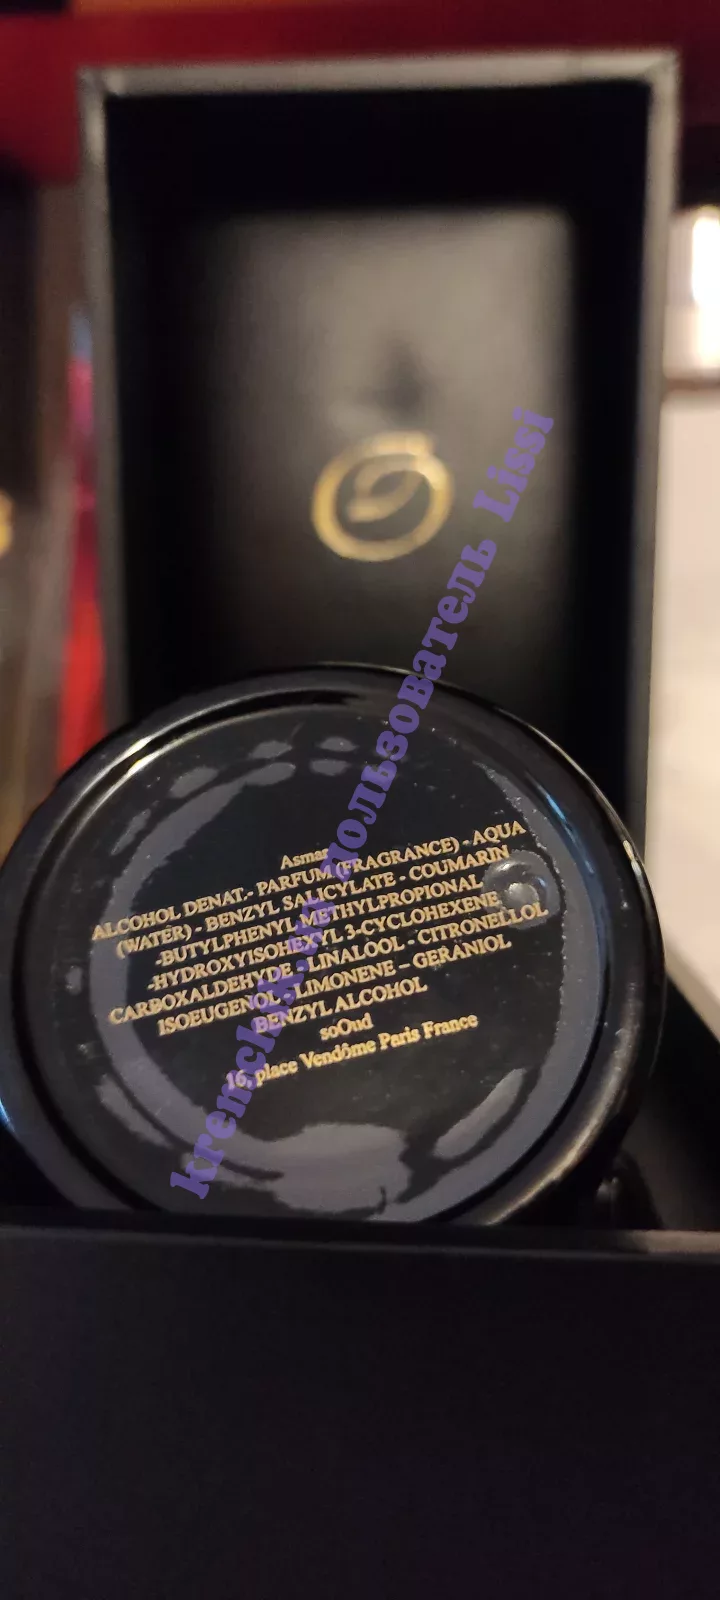 Asmar
ALCOHOL DENAT.- PARFUM (FRAGRANCE) - AQUA
(WATER) - BENZYL SALICYLATE - COUMARIN
-BUTYLPHENYL METHYLPROPIONAL
-HYDROXYISOHEXYL 3-CYCLOHEXENE
CARBOXALDEHYDE - LINALOOL - CITRONELLOL
ISOEUGENOL - LIMONENE – GERANIOL
BENZYL ALCOHOL
soOud
16, place Vendôme Paris France
пользователь Lissi